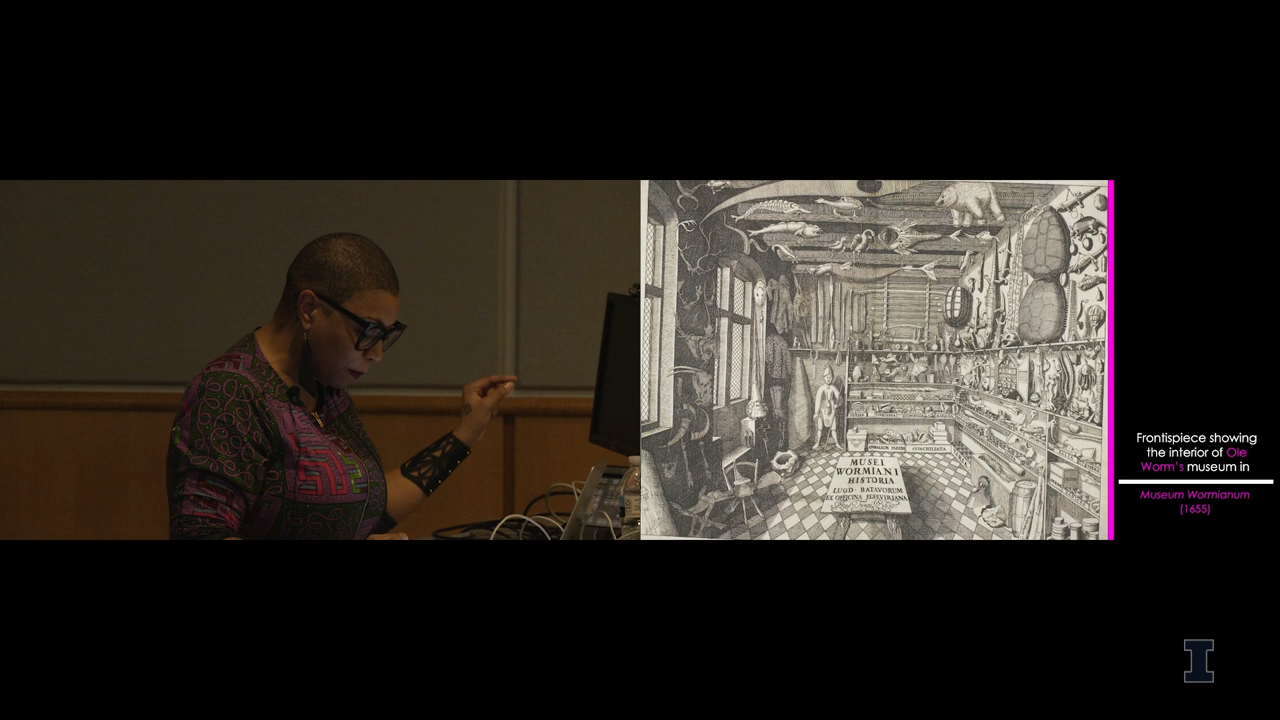 MUSEI
WORMIANI
HISTORIA
LUGD · BATAVORUM
EX OFFICINA ELSEVIRIANA
CONCHILIATA
Frontispiece showing
the interior of Ole
Worm's museum in
Museum Wormianum
(1655)
I